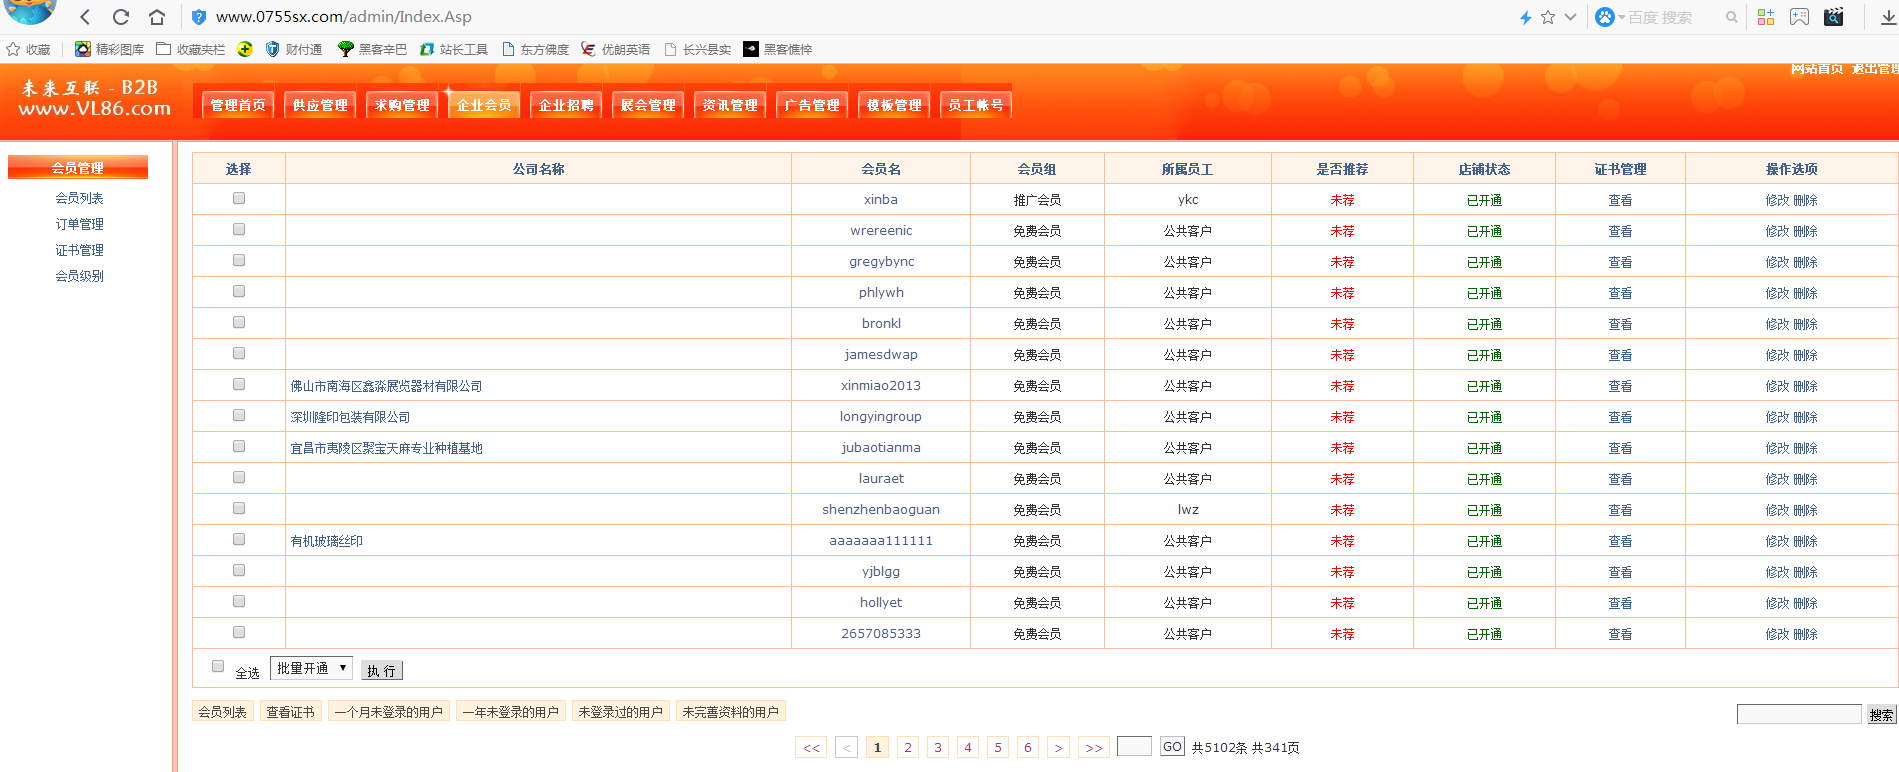 www.0755sx.com/admin/Index.Asp
百度 搜索
收藏 精彩图库 收藏夹栏 财付通 黑客辛巴 站长工具 东方佛度 优朗英语 长兴县实 黑客憔悴
网站首页 退出管理
未来互联 - B2B
www.VL86.com
管理首页 供应管理 求购管理 企业会员 企业招聘 展会管理 资讯管理 广告管理 模板管理 员工帐号
会员管理
会员列表
订单管理
证书管理
会员级别
选择 公司名称 会员名 会员组 所属员工 是否推荐 店铺状态 证书管理 操作选项
xinba 推广会员 ykc 未荐 已开通 查看 修改 删除
wrereenic 免费会员 公共客户 未荐 已开通 查看 修改 删除
gregybync 免费会员 公共客户 未荐 已开通 查看 修改 删除
phlywh 免费会员 公共客户 未荐 已开通 查看 修改 删除
bronkl 免费会员 公共客户 未荐 已开通 查看 修改 删除
jamesdwap 免费会员 公共客户 未荐 已开通 查看 修改 删除
佛山市南海区鑫淼展览器材有限公司 xinmiao2013 免费会员 公共客户 未荐 已开通 查看 修改 删除
深圳隆印包装有限公司 longyingroup 免费会员 公共客户 未荐 已开通 查看 修改 删除
宜昌市夷陵区聚宝天麻专业种植基地 jubaotianma 免费会员 公共客户 未荐 已开通 查看 修改 删除
lauraet 免费会员 公共客户 未荐 已开通 查看 修改 删除
shenzhenbaoguan 免费会员 lwz 未荐 已开通 查看 修改 删除
有机玻璃丝印 aaaaaaa111111 免费会员 公共客户 未荐 已开通 查看 修改 删除
yjblgg 免费会员 公共客户 未荐 已开通 查看 修改 删除
hollyet 免费会员 公共客户 未荐 已开通 查看 修改 删除
2657085333 免费会员 公共客户 未荐 已开通 查看 修改 删除
全选 批量开通 执 行
会员列表 查看证书 一个月未登录的用户 一年未登录的用户 未登录过的用户 未完善资料的用户 搜索
<< < 1 2 3 4 5 6 > >> GO 共5102条 共341页